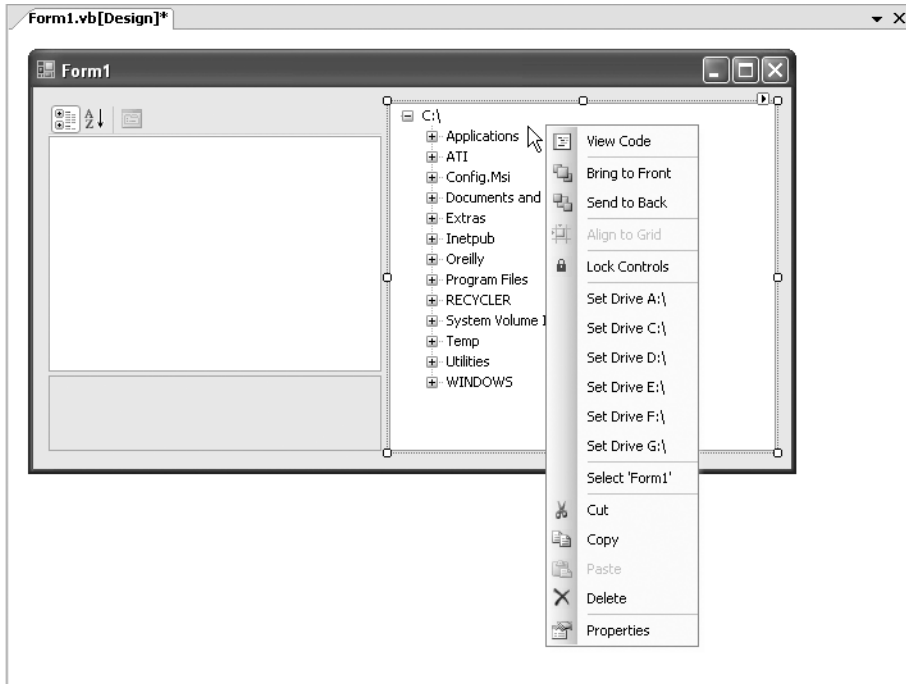 Form1.vb[Design]*
Form1
C:\
Applications
ATI
Config.Msi
Documents and
Extras
Inetpub
Oreilly
Program Files
RECYCLER
System Volume I
Temp
Utilities
WINDOWS
View Code
Bring to Front
Send to Back
Align to Grid
Lock Controls
Set Drive A:\
Set Drive C:\
Set Drive D:\
Set Drive E:\
Set Drive F:\
Set Drive G:\
Select 'Form1'
Cut
Copy
Paste
Delete
Properties